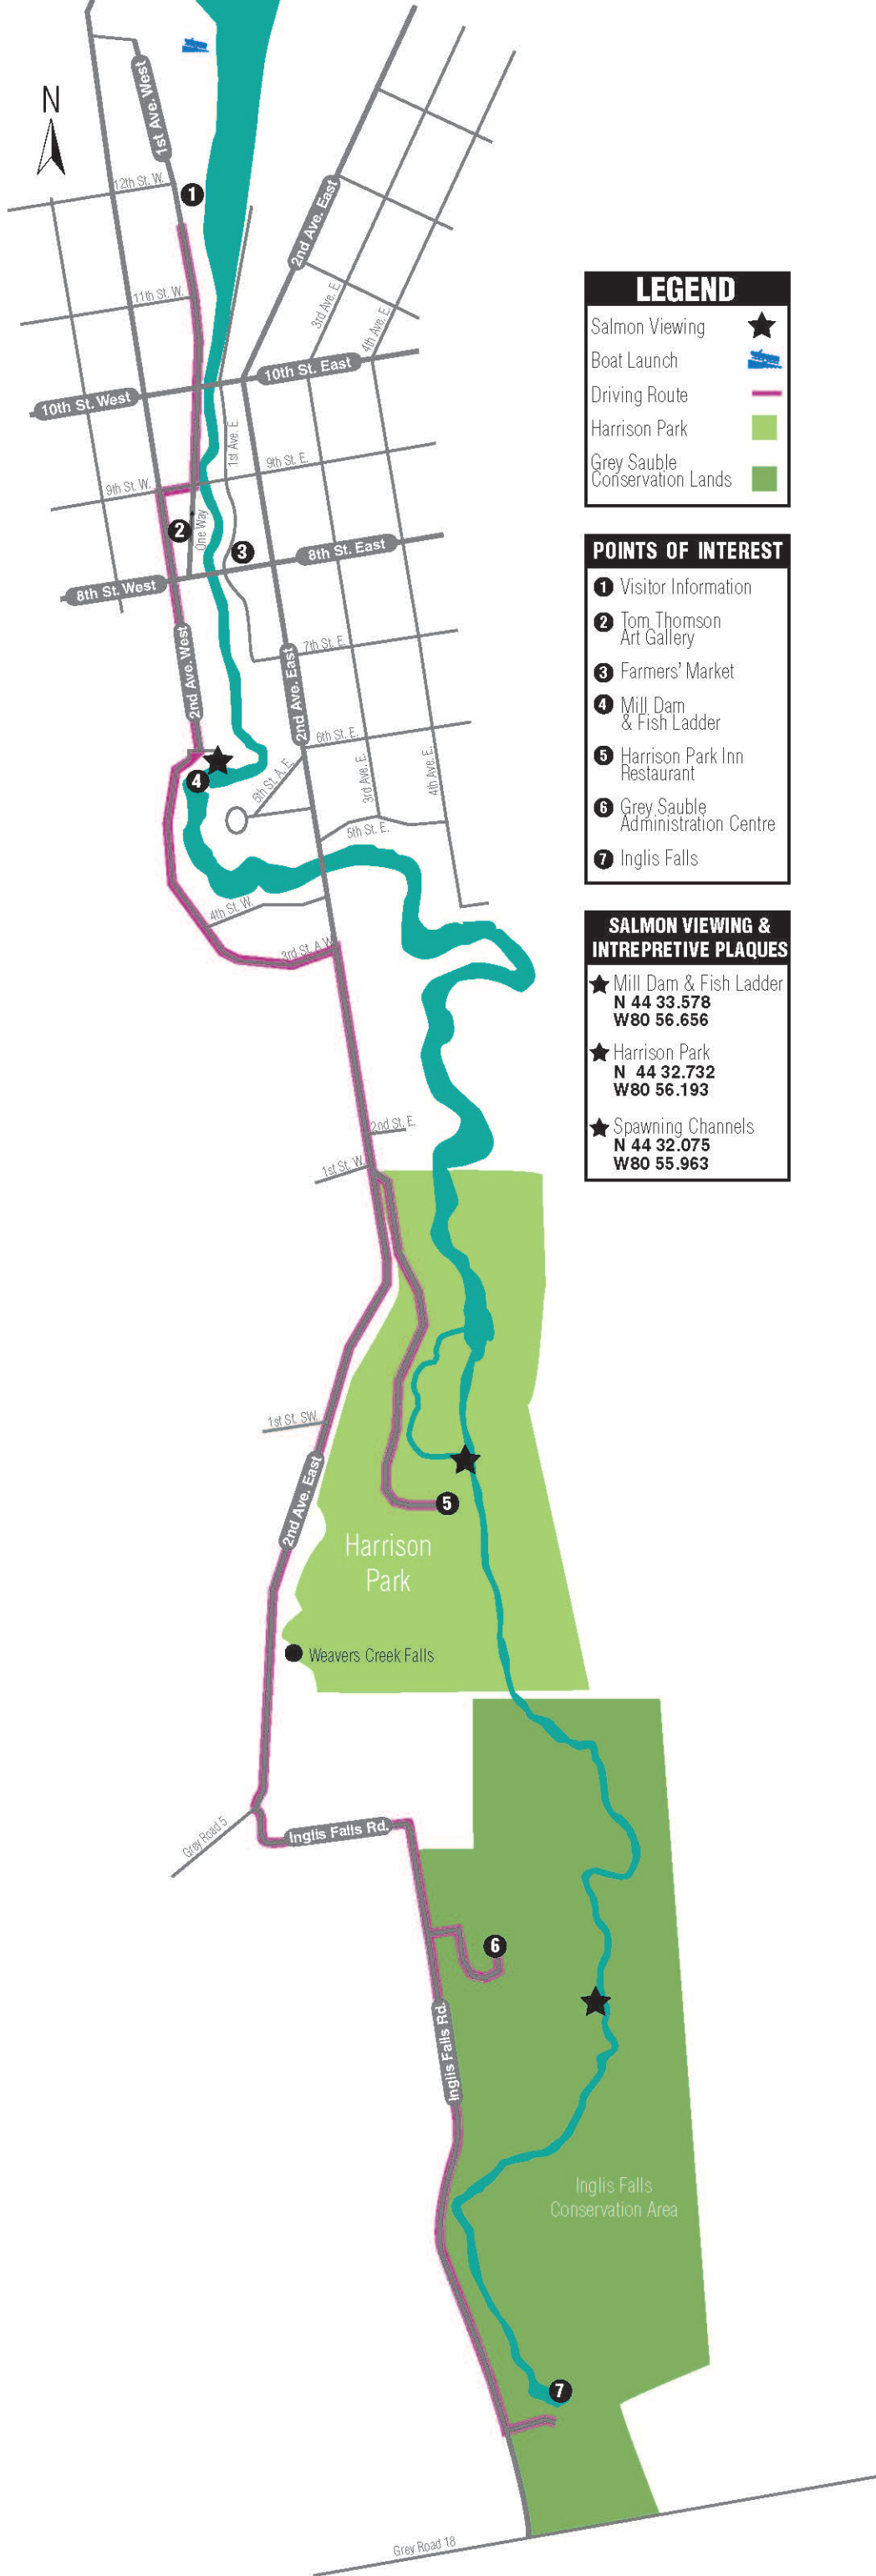 N
1st Ave. West
12th St. W.
1
2nd Ave. East
11th St. W.
3rd Ave. E.
4th Ave. E.
10th St. East
10th St. West
1st Ave. E.
9th St. E.
9th St. W.
2
One Way
3
8th St. East
8th St. West
2nd Ave. West
7th St. E.
2nd Ave. East
6th St. E.
4
6th St. A. E.
3rd Ave. E.
4th Ave. E.
5th St. E.
4th St. W.
3rd St. A.W.
2nd St. E.
1st St. W.
1st St. SW.
2nd Ave. East
5
Harrison
Park
Weavers Creek Falls
Grey Road 5
Inglis Falls Rd.
6
Inglis Falls Rd.
Inglis Falls
Conservation Area
7
Grey Road 18
LEGEND
Salmon Viewing
Boat Launch
Driving Route
Harrison Park
Grey Sauble
Conservation Lands
POINTS OF INTEREST
1 Visitor Information
2 Tom Thomson
Art Gallery
3 Farmers' Market
4 Mill Dam
& Fish Ladder
5 Harrison Park Inn
Restaurant
6 Grey Sauble
Administration Centre
7 Inglis Falls
SALMON VIEWING &
INTREPRETIVE PLAQUES
Mill Dam & Fish Ladder
N 44 33.578
W80 56.656
Harrison Park
N 44 32.732
W80 56.193
Spawning Channels
N 44 32.075
W80 55.963